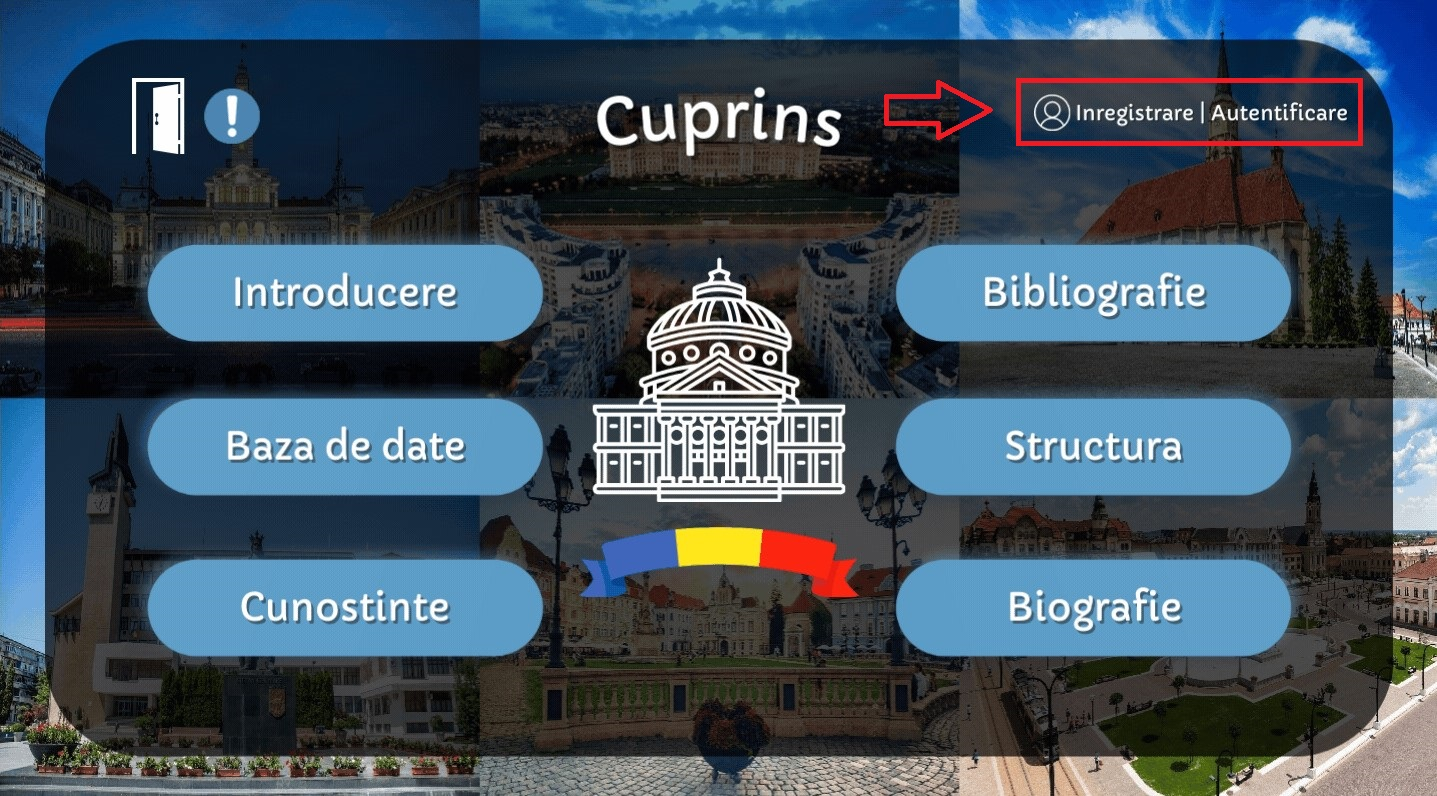 Cuprins
Inregistrare | Autentificare
Introducere
Bibliografie
Baza de date
Structura
Cunostinte
Biografie